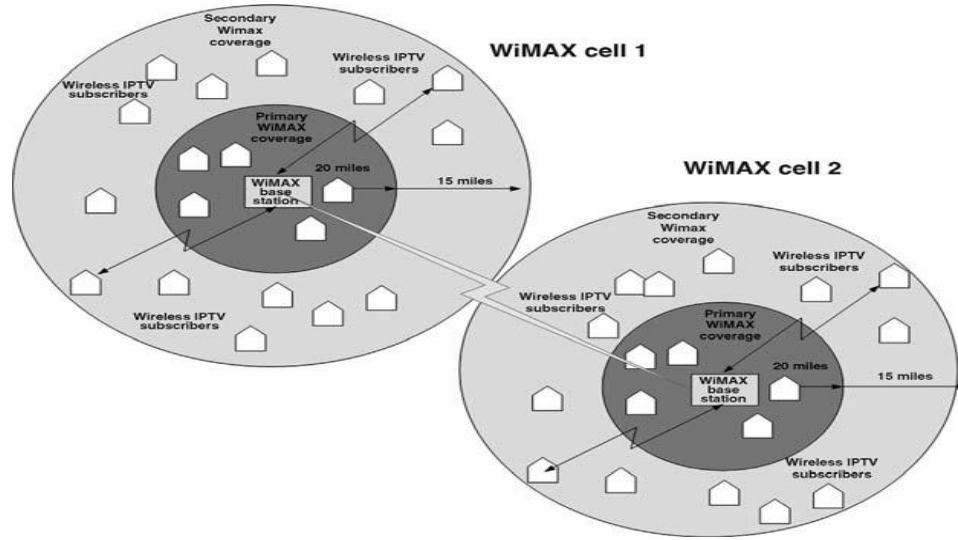 Secondary
Wimax
coverage
WiMAX cell 1
Wireless IPTV
subscribers
Wireless IPTV
subscribers
Primary
WiMAX
coverage
20 miles
15 miles
WiMAX
base
station
Wireless IPTV
subscribers
WiMAX cell 2
Secondary
Wimax
coverage
Wireless IPTV
subscribers
Wireless IPTV
subscribers
Primary
WiMAX
coverage
20 miles
15 miles
WiMAX
base
station
Wireless IPTV
subscribers